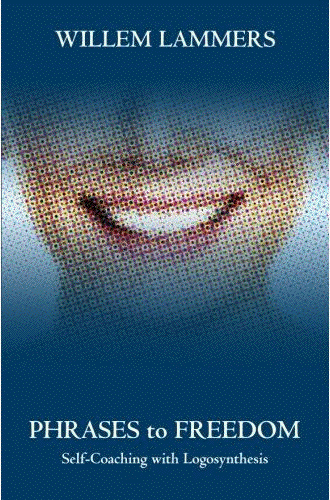 WILLEM LAMMERS
PHRASES to FREEDOM
Self-Coaching with Logosynthesis